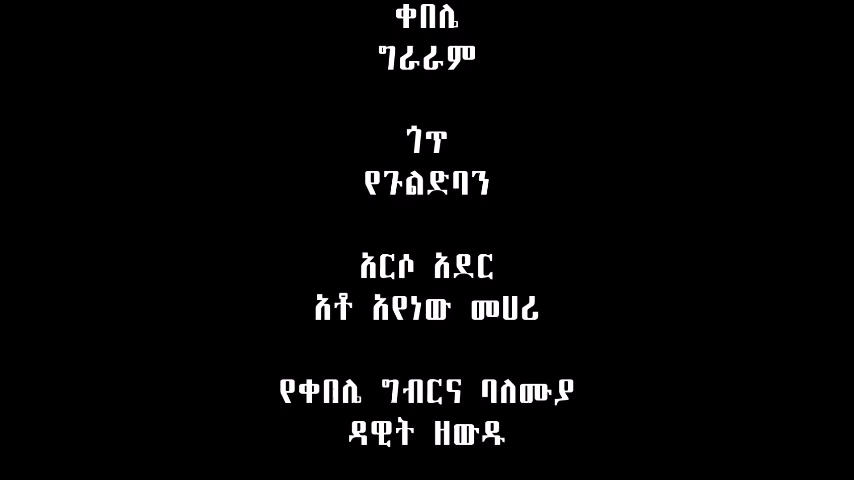 ቀበሌ
ግራራም
ጎጥ
የጉልድባን
አርሶ አደር
አቶ አየነው መሀሪ
የቀበሌ ግብርና ባለሙያ
ዳዊት ዘውዱ